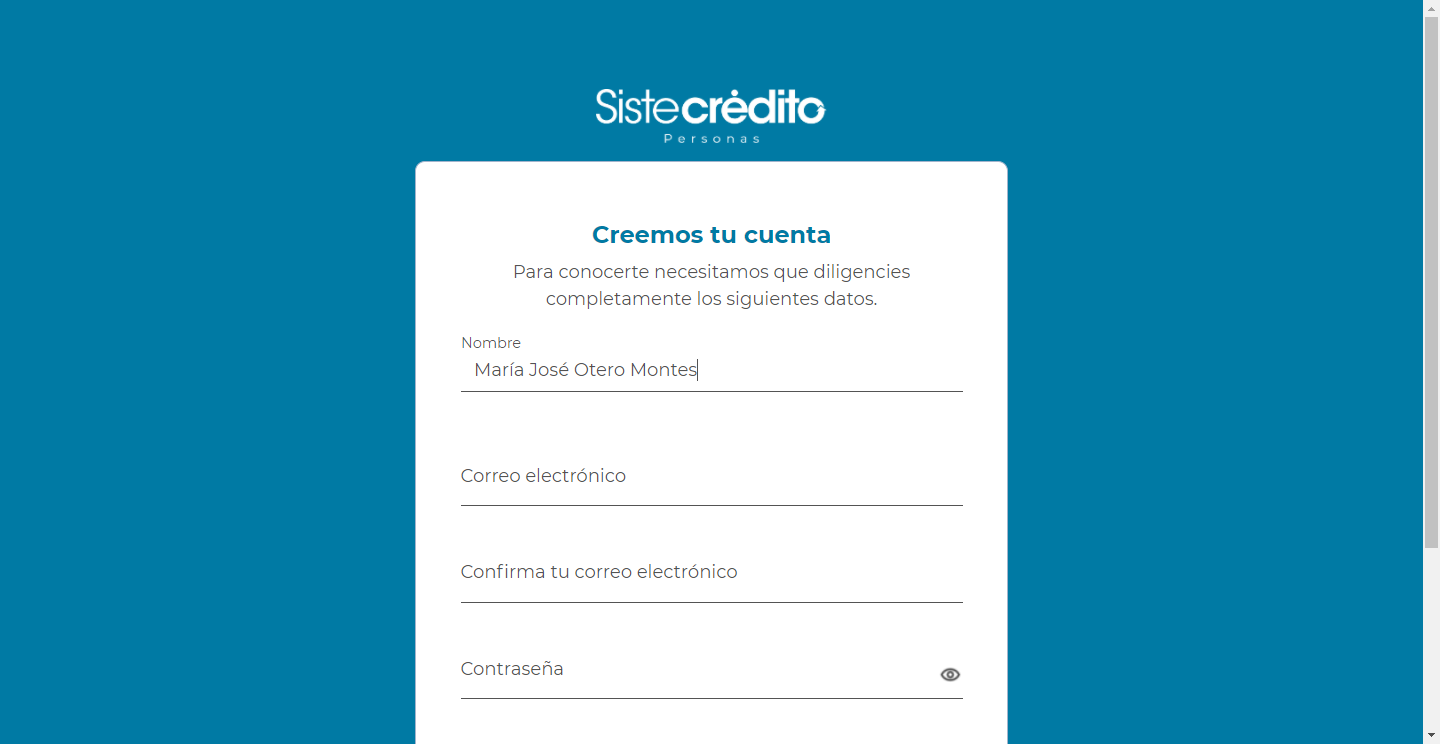 Sistecrédito
Personas
Creemos tu cuenta
Para conocerte necesitamos que diligencies
completamente los siguientes datos.
Nombre
María José Otero Montes
Correo electrónico
Confirma tu correo electrónico
Contraseña